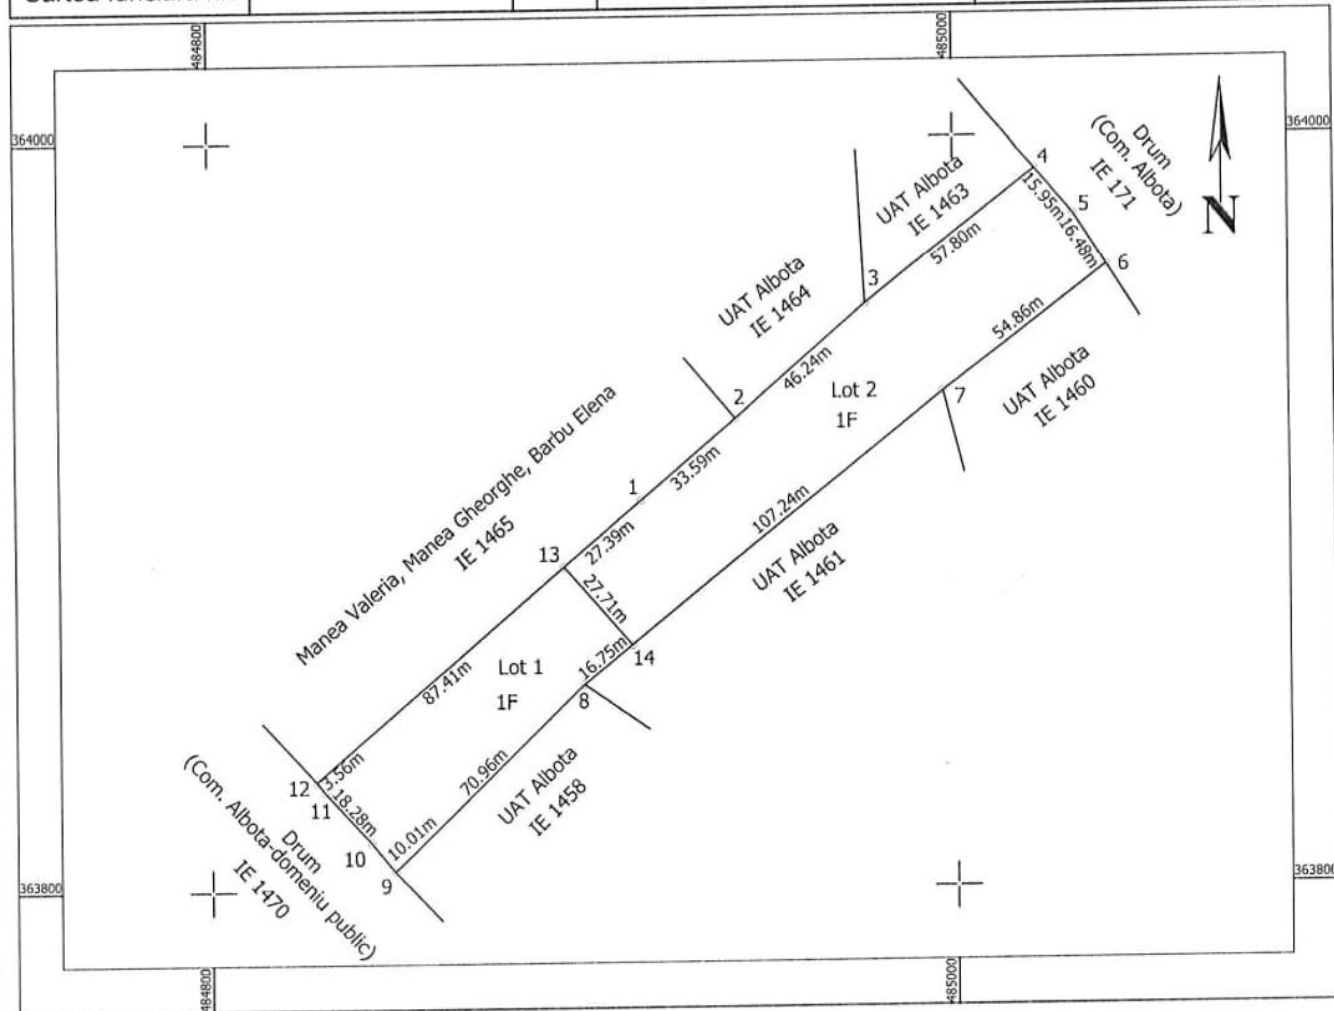 484800
485000
364000
364000
4
Drum
(Com. Albota)
IE 171
UAT Albota
IE 1463
15.95m
5
16.48m
57.80m
6
N
UAT Albota
IE 1464
3
54.86m
46.24m
Lot 2
1F
UAT Albota
IE 1460
7
2
Manea Valeria, Manea Gheorghe, Barbu Elena
IE 1465
33.59m
1
107.24m
27.39m
13
UAT Albota
IE 1461
27.71m
16.75m
14
Lot 1
1F
87.41m
8
70.96m
UAT Albota
IE 1458
12
3.56m
11
18.28m
10.01m
10
9
Drum
(Com. Albota-domeniu public)
IE 1470
363800
363800
484800
485000